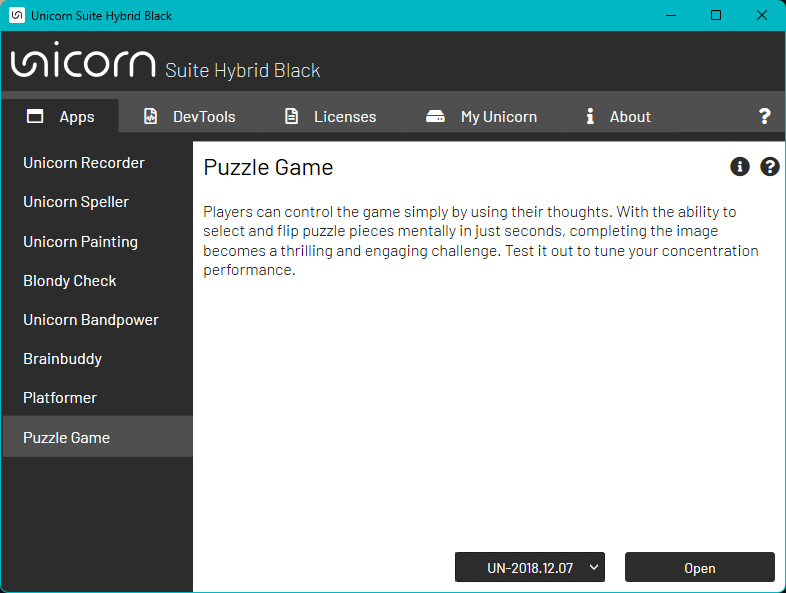 Unicorn Suite Hybrid Black
unicorn Suite Hybrid Black
Apps DevTools Licenses My Unicorn About ?
Unicorn Recorder
Unicorn Speller
Unicorn Painting
Blondy Check
Unicorn Bandpower
Brainbuddy
Platformer
Puzzle Game
Puzzle Game
Players can control the game simply by using their thoughts. With the ability to
select and flip puzzle pieces mentally in just seconds, completing the image
becomes a thrilling and engaging challenge. Test it out to tune your concentration
performance.
UN-2018.12.07 Open